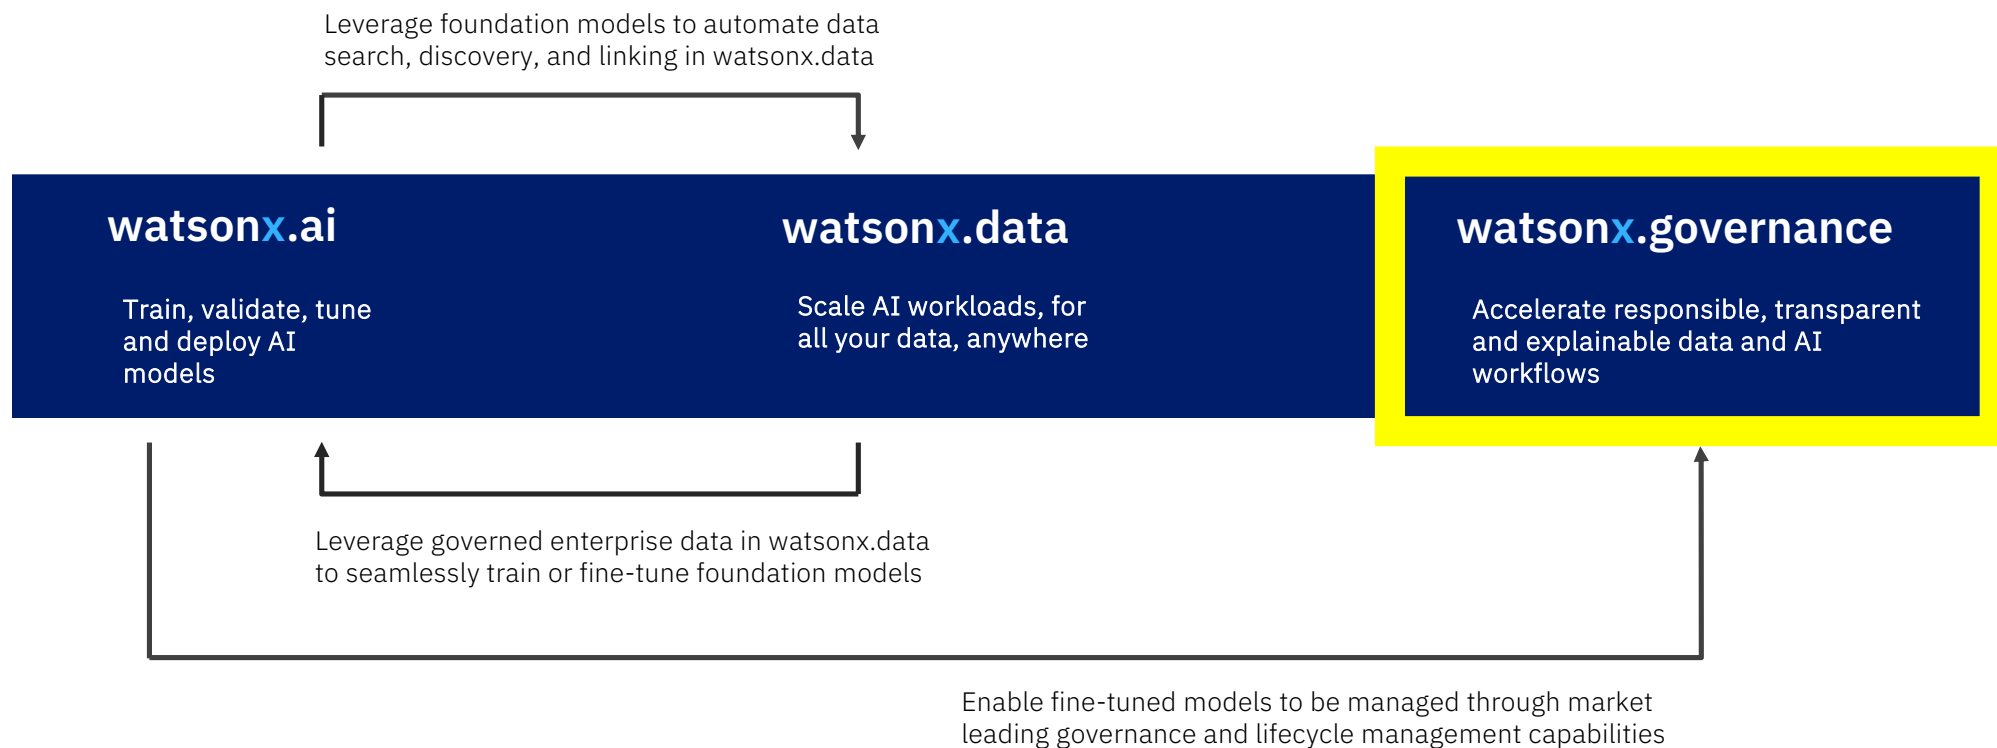 Leverage foundation models to automate data
search, discovery, and linking in watsonx.data
watsonx.ai
Train, validate, tune
and deploy AI
models
watsonx.data
Scale AI workloads, for
all your data, anywhere
watsonx.governance
Accelerate responsible, transparent
and explainable data and AI
workflows
Leverage governed enterprise data in watsonx.data
to seamlessly train or fine-tune foundation models
Enable fine-tuned models to be managed through market
leading governance and lifecycle management capabilities